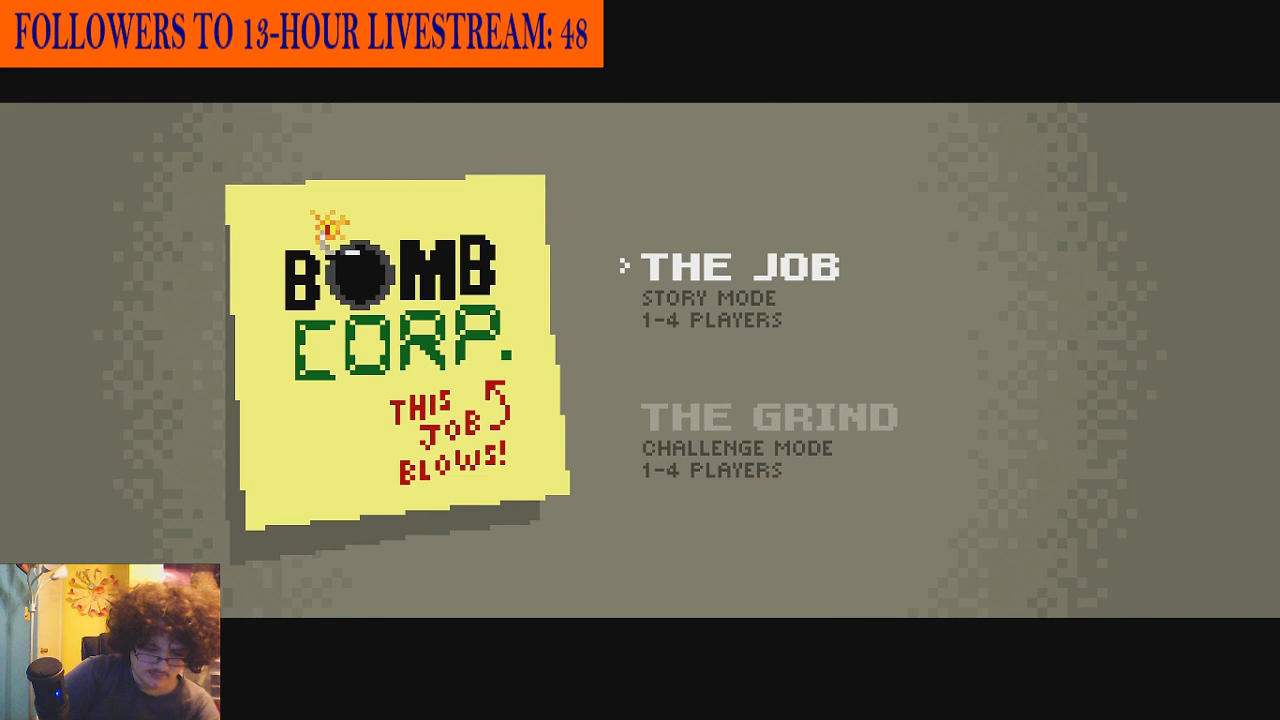 FOLLOWERS TO 13-HOUR LIVESTREAM: 48
BOMB
CORP.
THIS
JOB
BLOWS!
THE JOB
STORY MODE
1-4 PLAYERS
THE GRIND
CHALLENGE MODE
1-4 PLAYERS